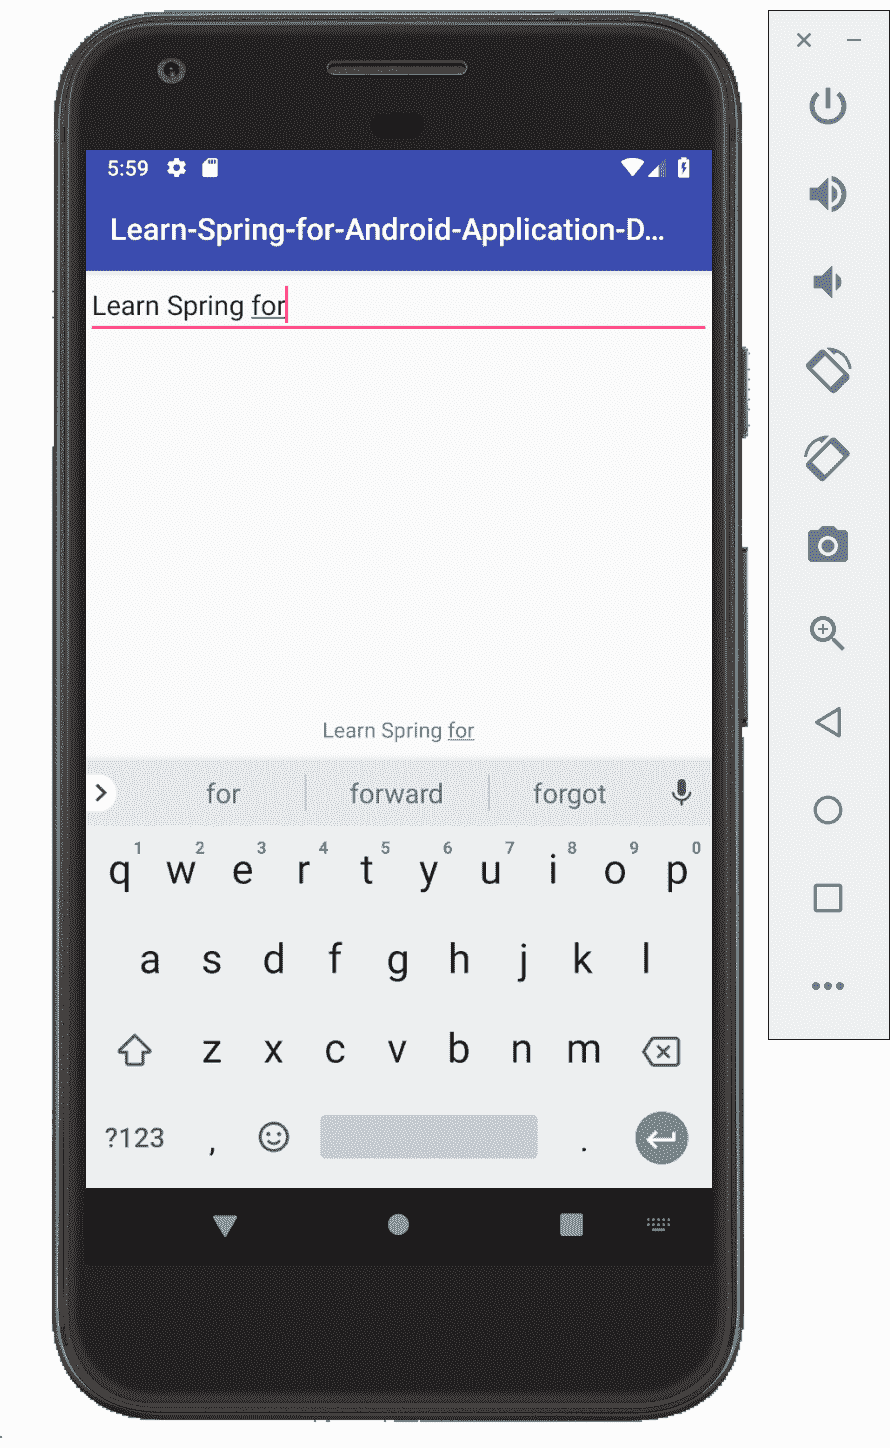 5:59
Learn-Spring-for-Android-Application-D...
Learn Spring for
Learn Spring for
for forward forgot
1 2 3 4 5 6 7 8 9 0
q w e r t y u i o p
a s d f g h j k l
z x c v b n m
?123 , .